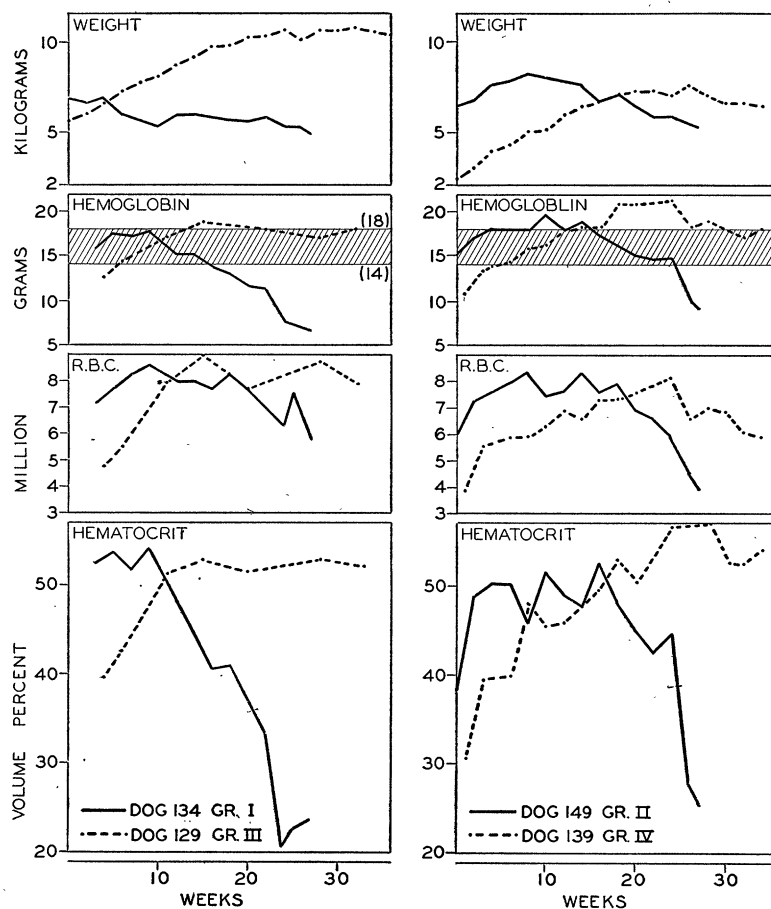 WEIGHT
10
5
2
KILOGRAMS
HEMOGLOBIN
(18)
(14)
20
15
10
5
GRAMS
R.B.C.
8
7
6
5
4
3
MILLION
HEMATOCRIT
50
40
30
20
VOLUME PERCENT
DOG 134 GR. I
DOG 129 GR. III
10 20 30
WEEKS
WEIGHT
10
5
2
HEMOGLOBLIN
20
15
10
5
R.B.C.
8
7
6
5
4
3
HEMATOCRIT
50
40
30
20
DOG 149 GR. II
DOG 139 GR. IV
10 20 30
WEEKS